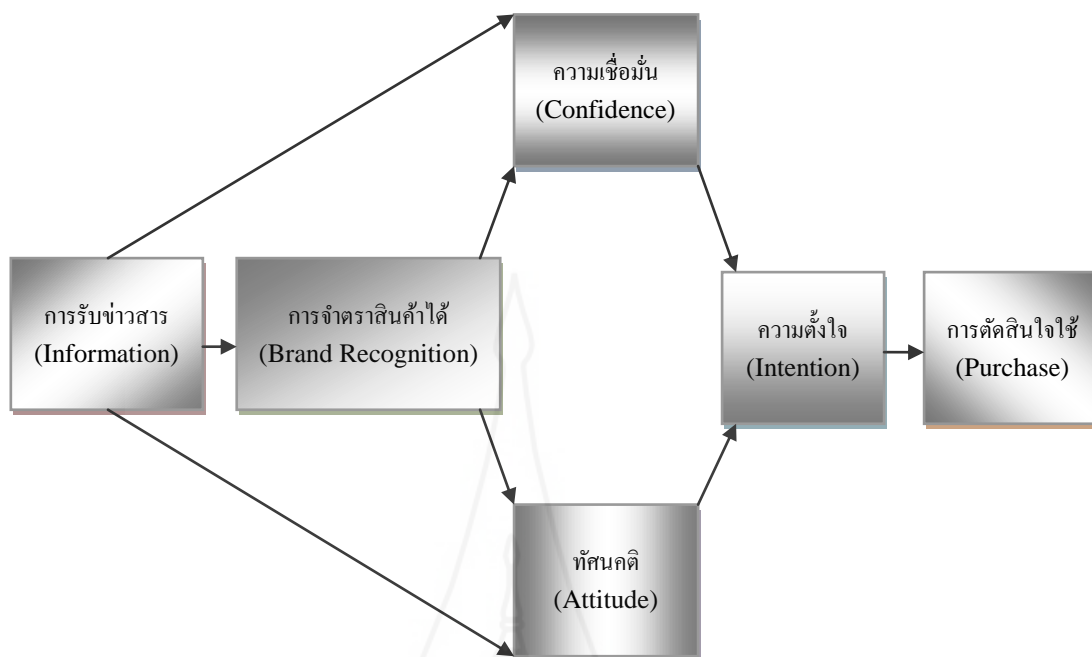 ความเชื่อมั่น
(Confidence)
การรับข่าวสาร
(Information)
การจำตราสินค้าได้
(Brand Recognition)
ความตั้งใจ
(Intention)
การตัดสินใจใช้
(Purchase)
ทัศนคติ
(Attitude)